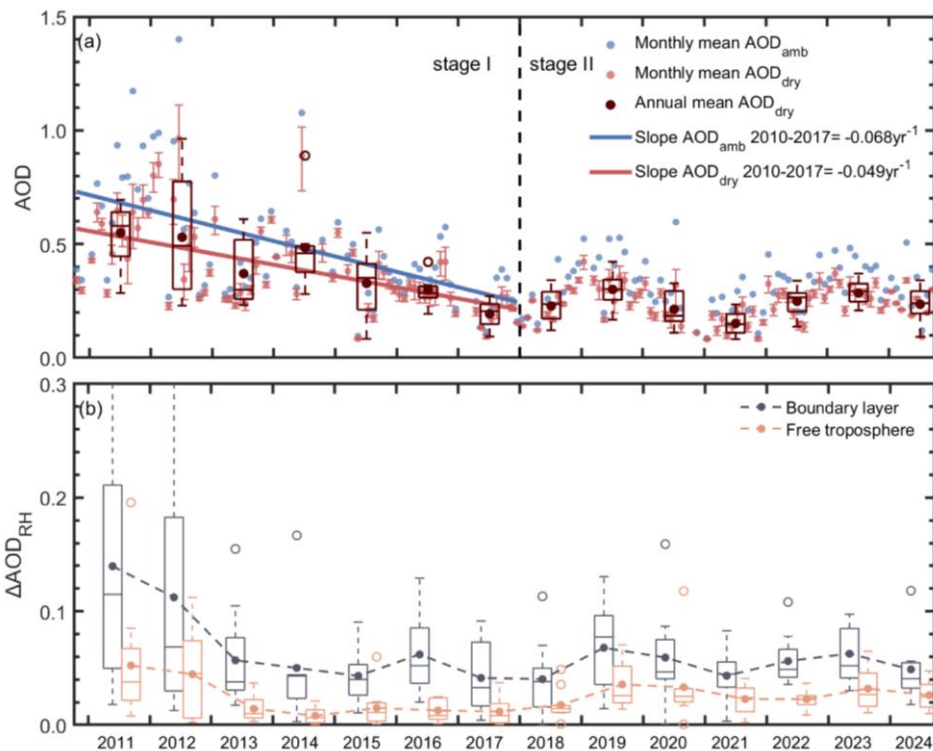 (a)
stage I
stage II
Monthly mean AOD_amb
Monthly mean AOD_dry
Annual mean AOD_dry
Slope AOD_amb 2010-2017= -0.068yr^-1
Slope AOD_dry 2010-2017= -0.049yr^-1
AOD
1.5
1.0
0.5
0.0
(b)
Boundary layer
Free troposphere
ΔAOD_RH
0.3
0.2
0.1
0.0
2011 2012 2013 2014 2015 2016 2017 2018 2019 2020 2021 2022 2023 2024